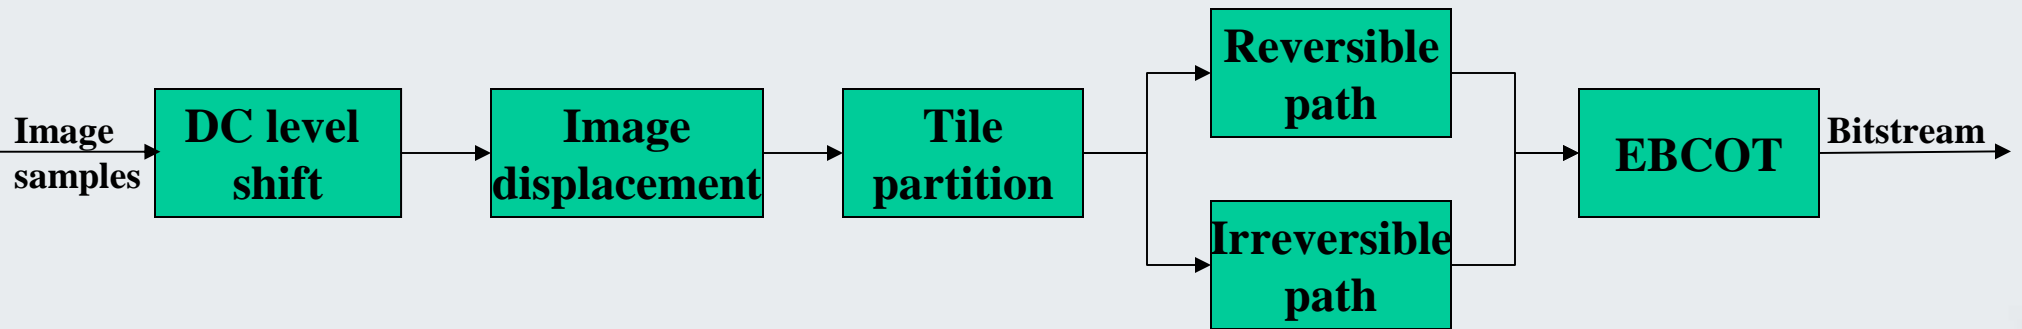 Image
samples
DC level
shift
Image
displacement
Tile
partition
Reversible
path
Irreversible
path
EBCOT
Bitstream